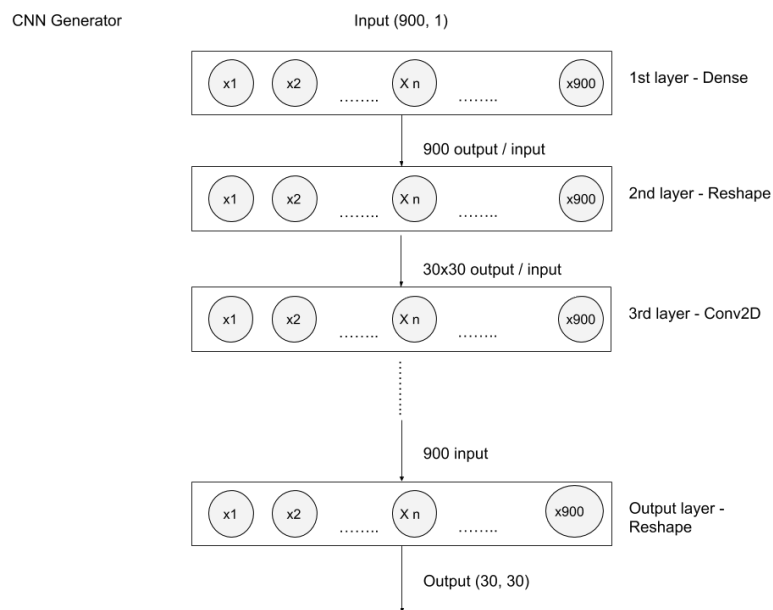 CNN Generator
Input (900, 1)
x1 x2 ........ X n ........ x900
1st layer - Dense
900 output / input
x1 x2 ........ X n ........ x900
2nd layer - Reshape
30x30 output / input
x1 x2 ........ X n ........ x900
3rd layer - Conv2D
900 input
x1 x2 ........ X n ........ x900
Output layer -
Reshape
Output (30, 30)